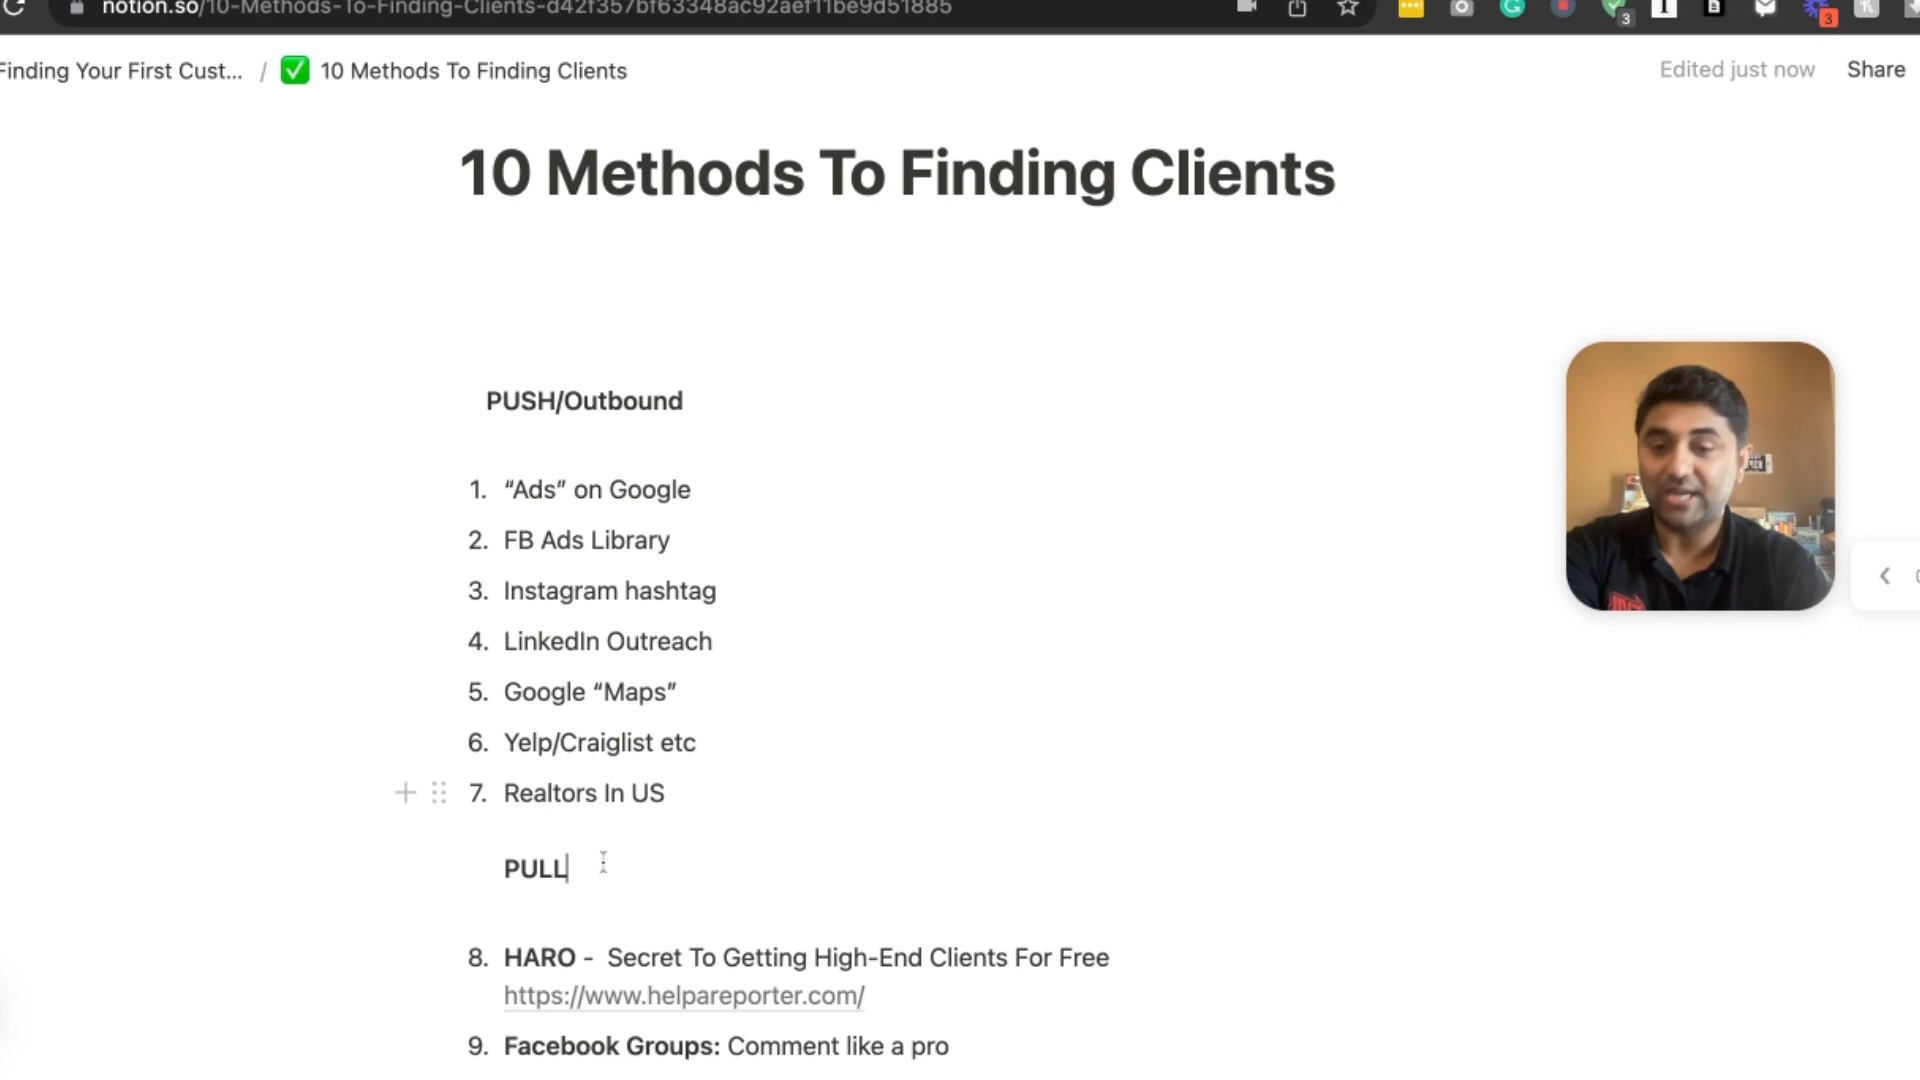 notion.so/10-Methods-To-Finding-Clients-d42f357bf63348ac92aef11be9d51885
3
3
Finding Your First Cust... / 10 Methods To Finding Clients
Edited just now
Share
10 Methods To Finding Clients
PUSH/Outbound
1. “Ads” on Google
2. FB Ads Library
3. Instagram hashtag
4. LinkedIn Outreach
5. Google “Maps”
6. Yelp/Craiglist etc
7. Realtors In US
PULL
8. HARO - Secret To Getting High-End Clients For Free
https://www.helpareporter.com/
9. Facebook Groups: Comment like a pro